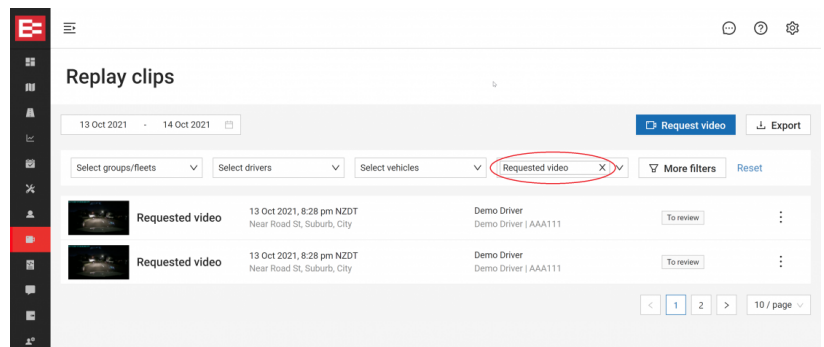 Replay clips
13 Oct 2021 - 14 Oct 2021
Request video
Export
Select groups/fleets
Select drivers
Select vehicles
Requested video X
More filters
Reset
Requested video
13 Oct 2021, 8:28 pm NZDT
Near Road St, Suburb, City
Demo Driver
Demo Driver | AAA111
To review
Requested video
13 Oct 2021, 8:28 pm NZDT
Near Road St, Suburb, City
Demo Driver
Demo Driver | AAA111
To review
< 1 2 > 10 / page